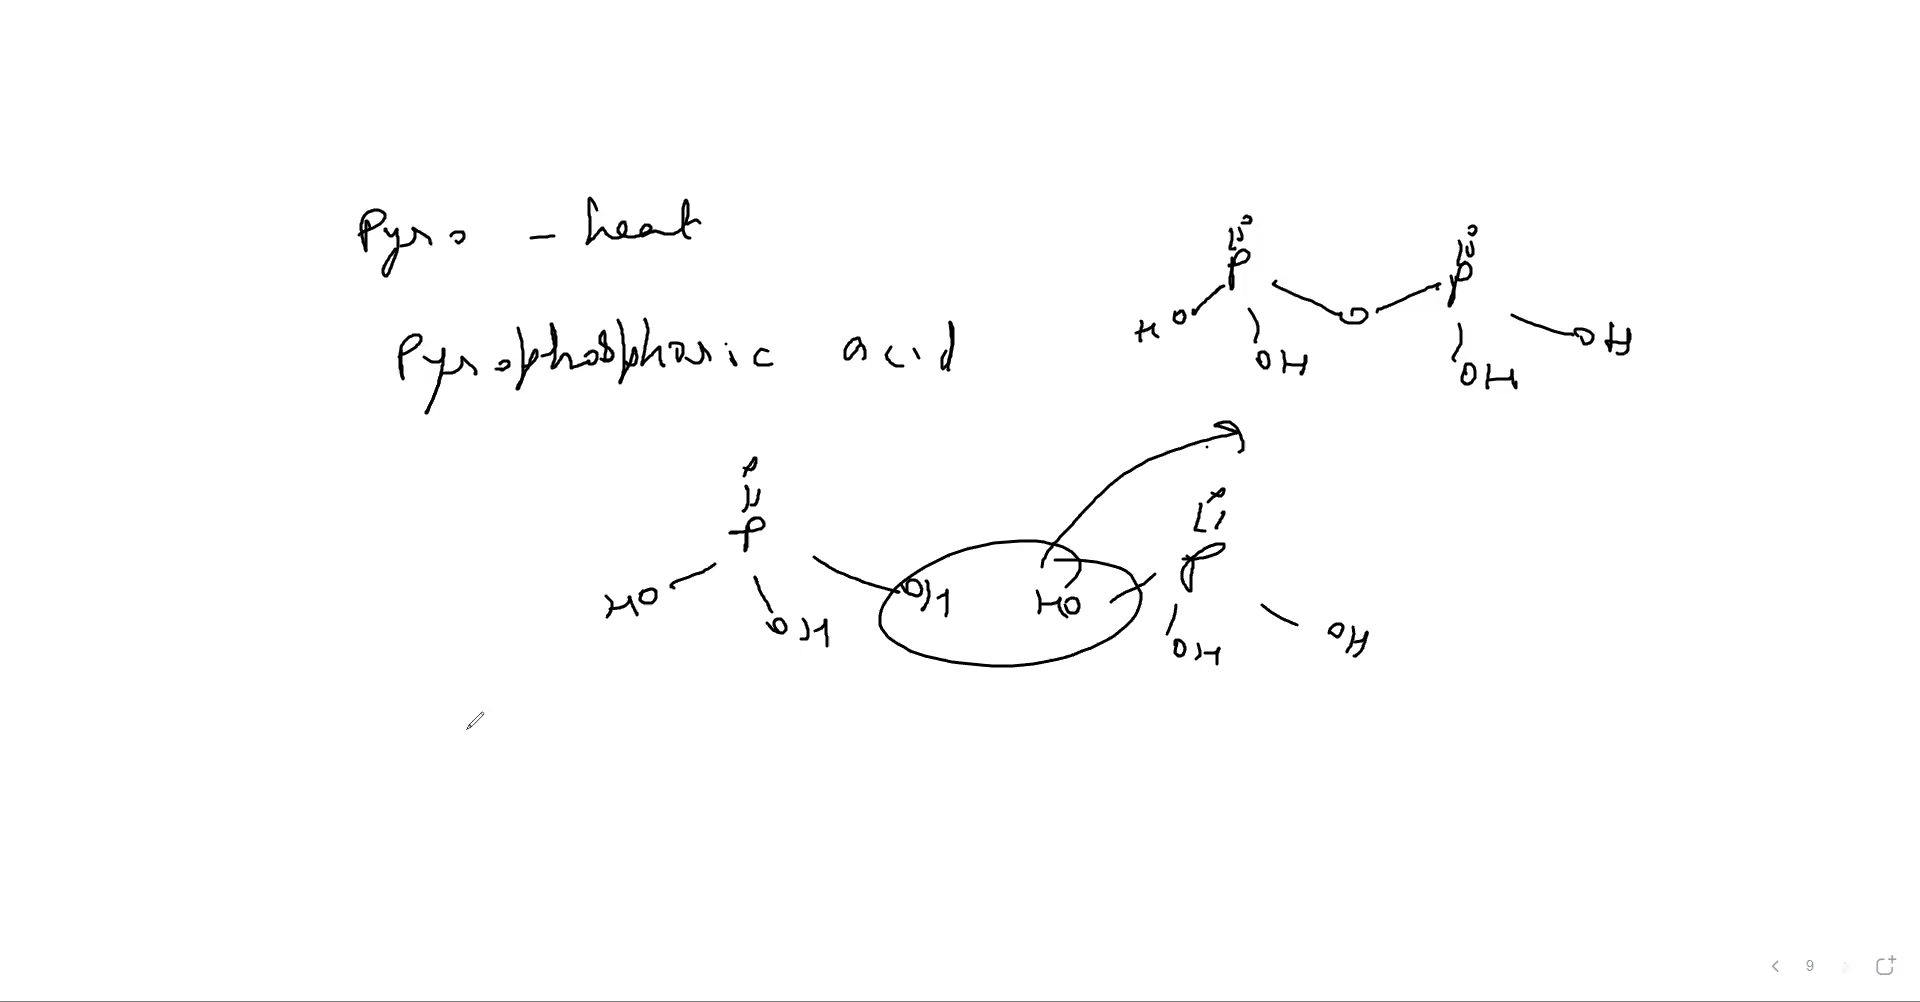 Pyro - heat
Pyrophosphoric acid
O O
P P
HO O OH
OH OH
O O
P P
HO OH HO OH
OH OH
9